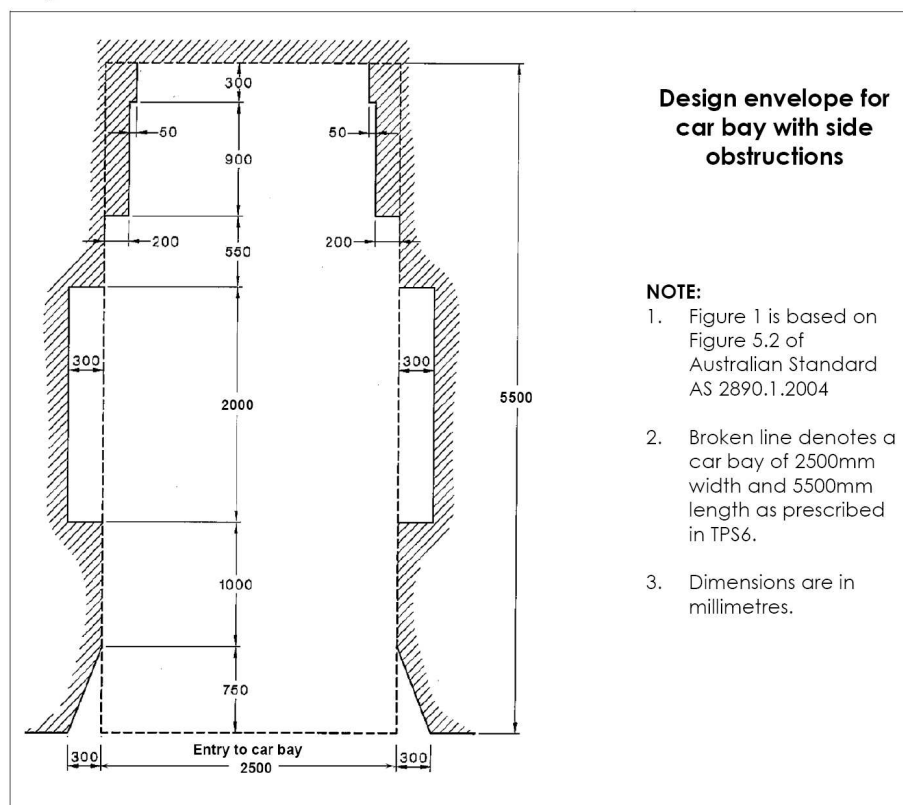 Design envelope for
car bay with side
obstructions
300
50
50
900
200
200
550
300
300
2000
5500
1000
750
Entry to car bay
300
2500
300
NOTE:
1. Figure 1 is based on
Figure 5.2 of
Australian Standard
AS 2890.1.2004
2. Broken line denotes a
car bay of 2500mm
width and 5500mm
length as prescribed
in TPS6.
3. Dimensions are in
millimetres.